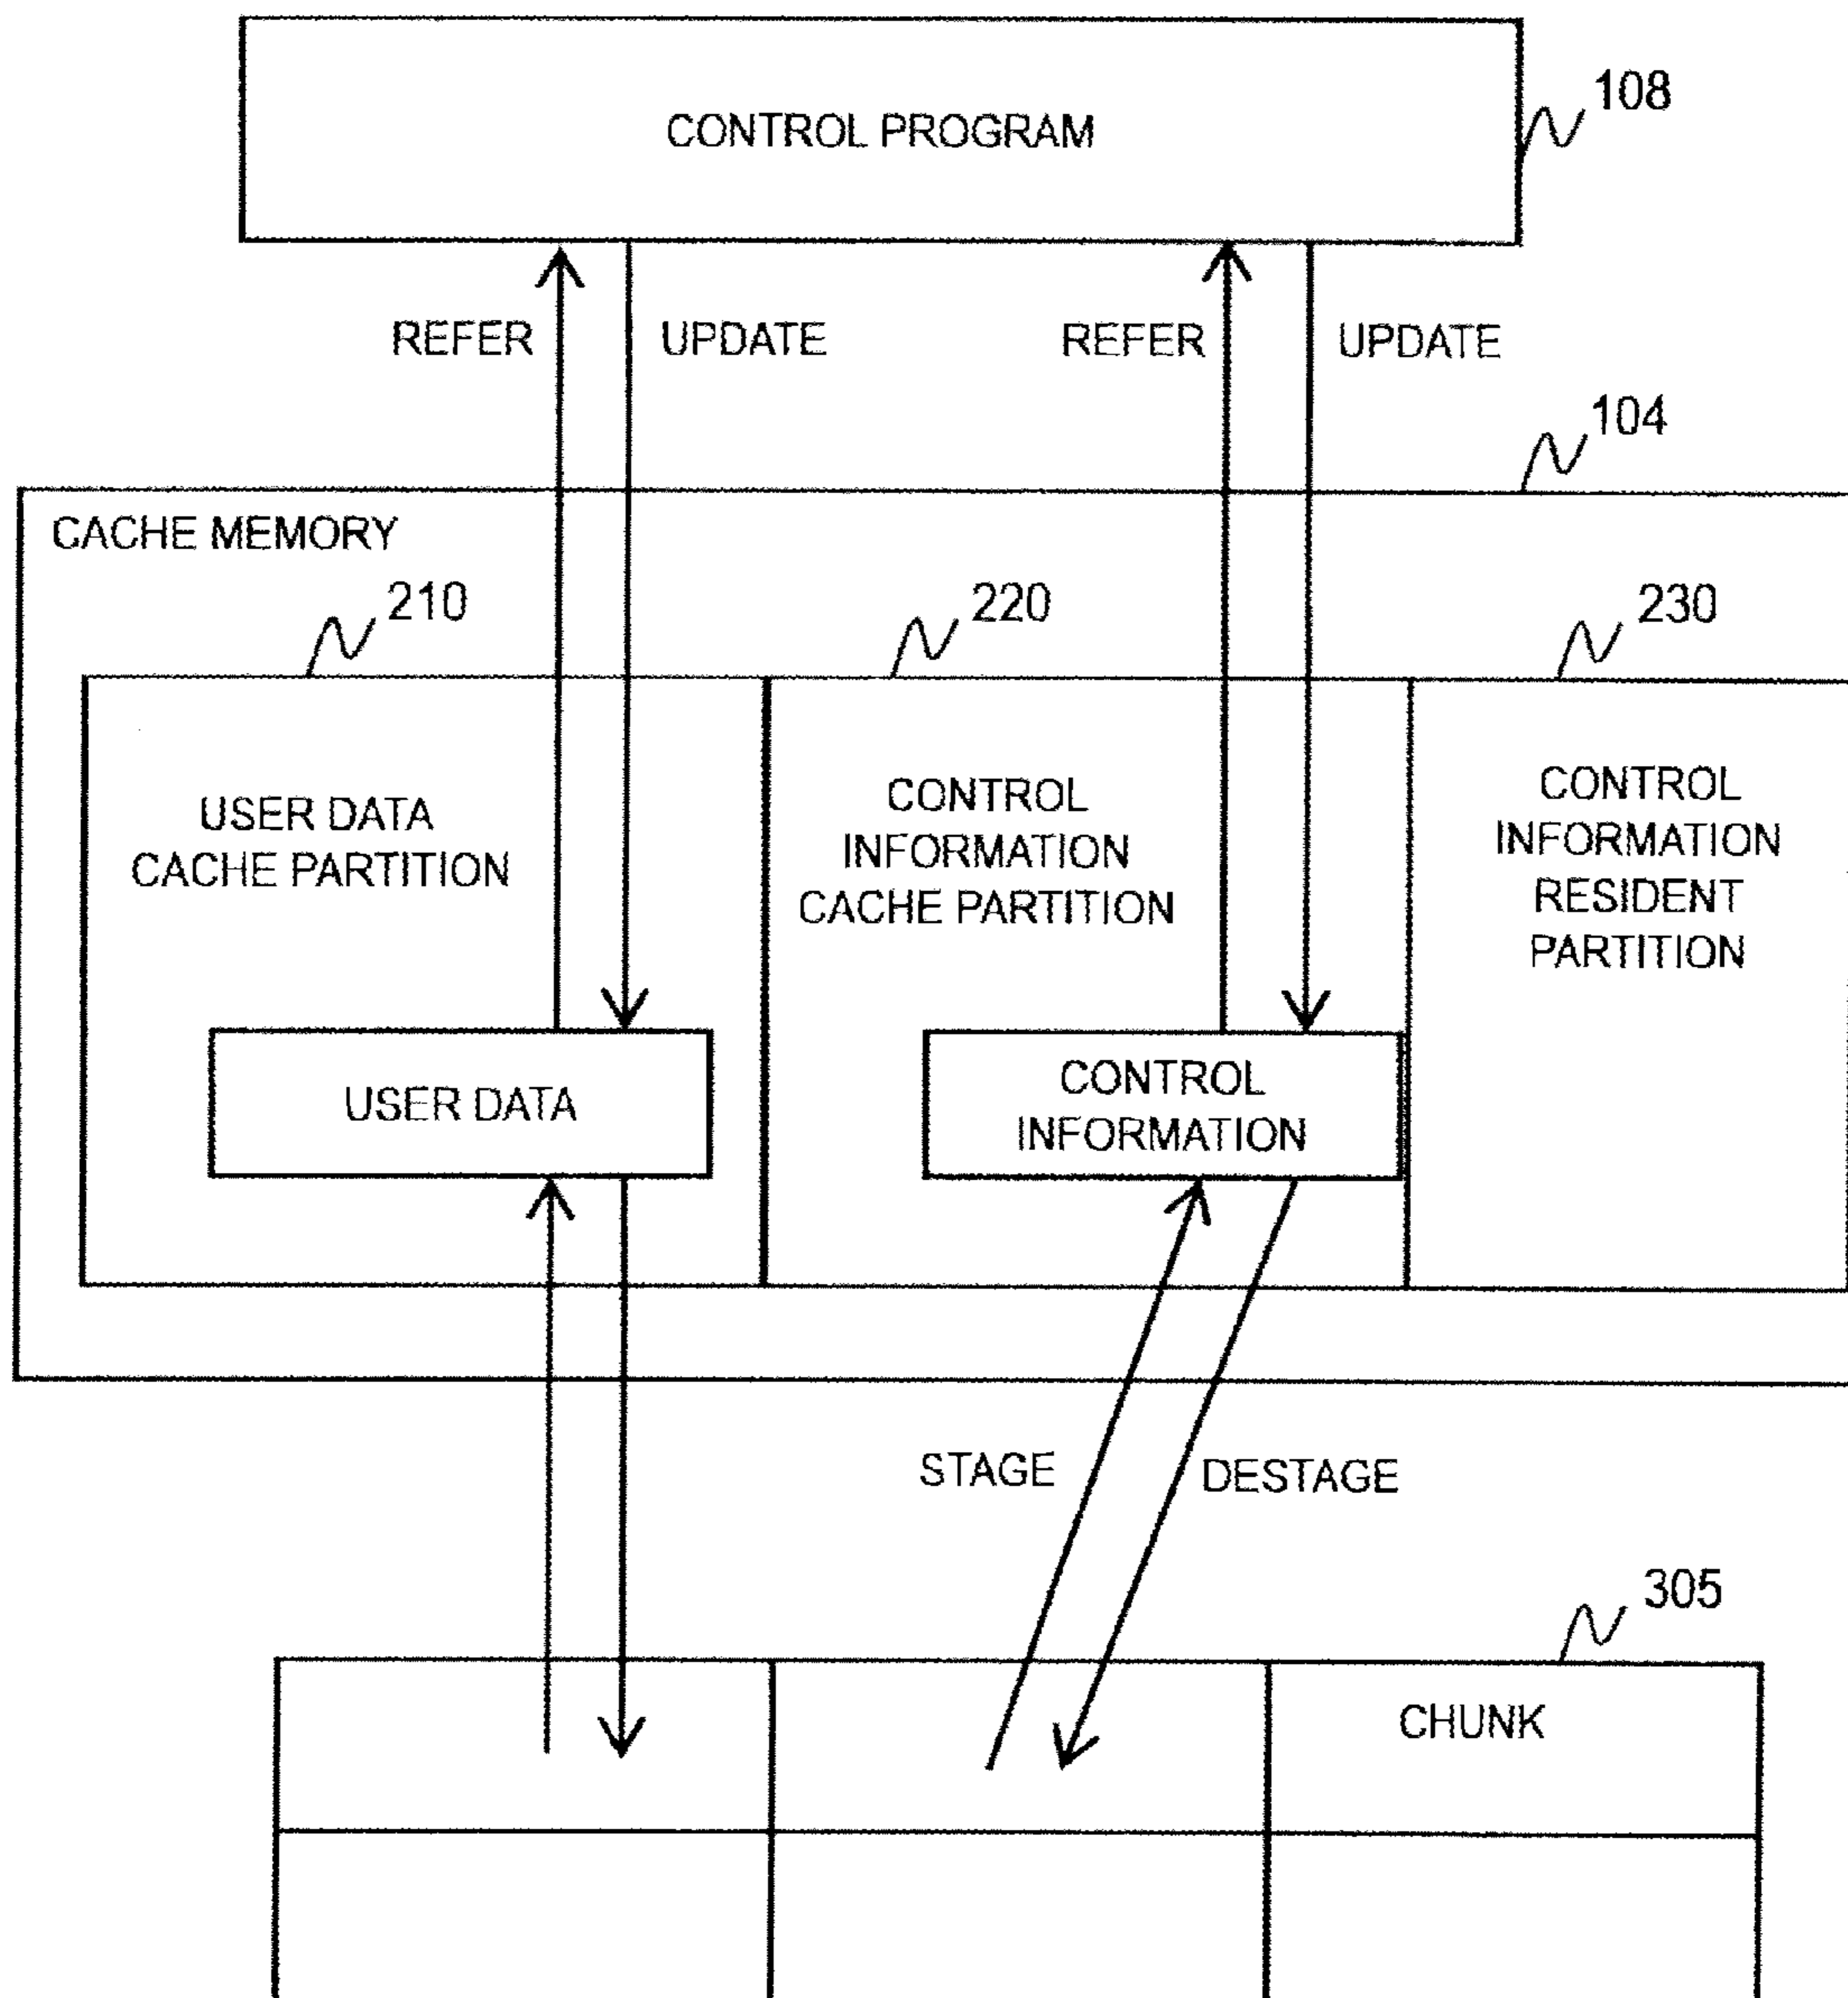 CONTROL PROGRAM
108
REFER
UPDATE
REFER
UPDATE
104
CACHE MEMORY
210
220
230
USER DATA
CACHE PARTITION
CONTROL
INFORMATION
CACHE PARTITION
CONTROL
INFORMATION
RESIDENT
PARTITION
USER DATA
CONTROL
INFORMATION
STAGE
DESTAGE
305
CHUNK